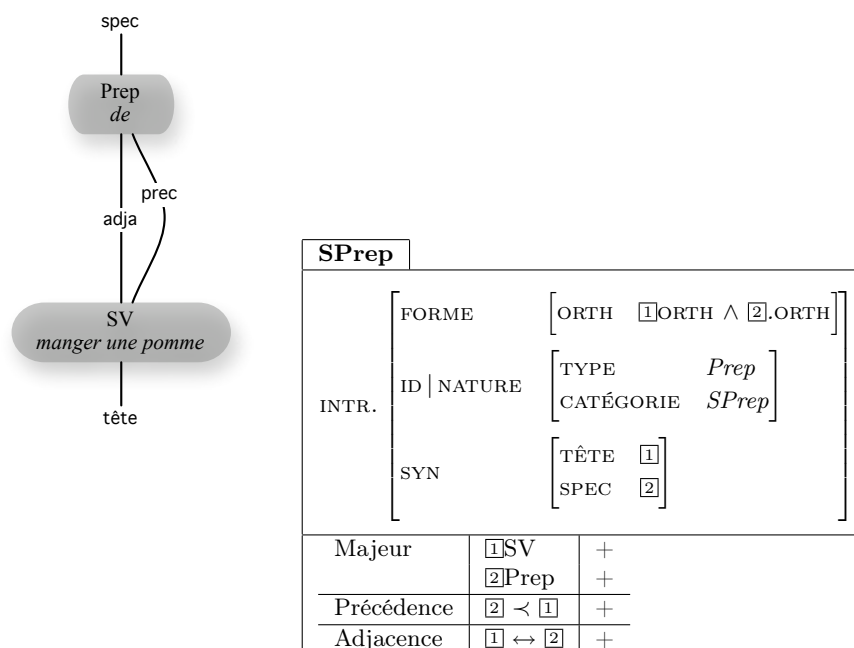 spec
Prep
de
prec
adja
SV
manger une pomme
tête
SPrep
INTR.
FORME [ORTH 1ORTH ∧ 2.ORTH]
ID | NATURE [TYPE Prep
CATÉGORIE SPrep]
SYN [TÊTE 1
SPEC 2]
Majeur 1SV +
2Prep +
Précédence 2 ≺ 1 +
Adjacence 1 ↔ 2 +